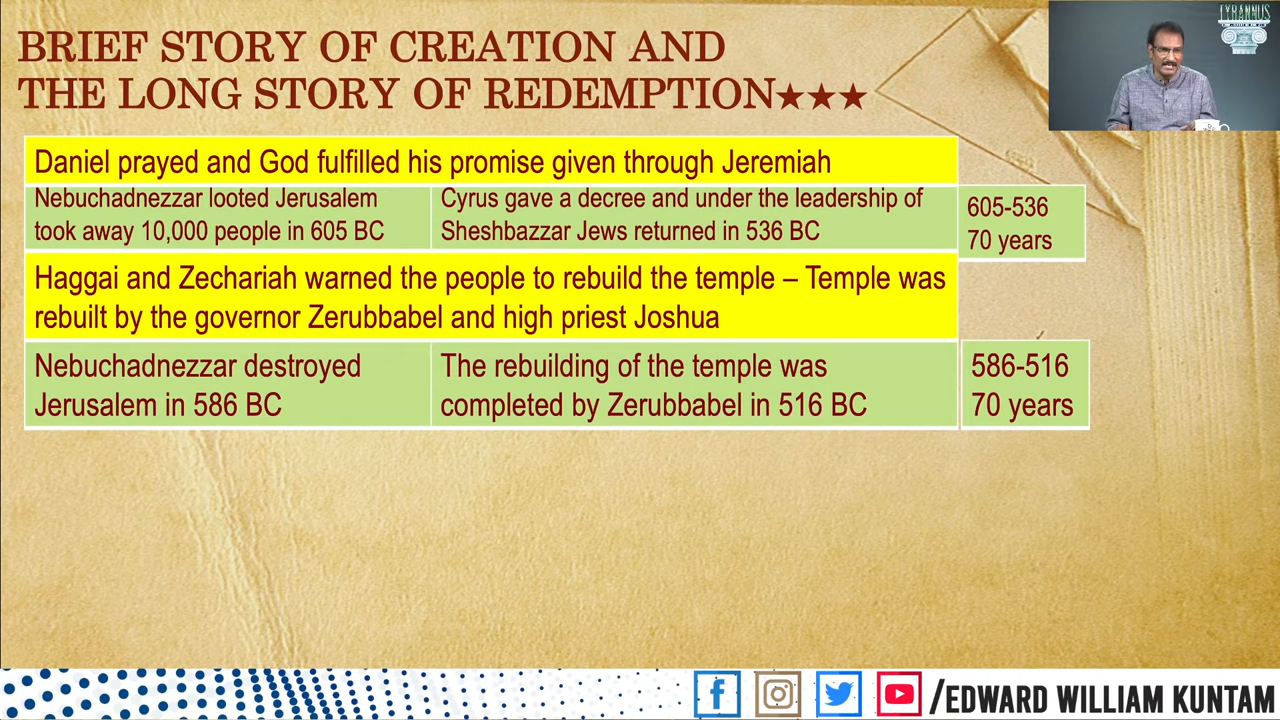 BRIEF STORY OF CREATION AND
THE LONG STORY OF REDEMPTION★★★
TYRANNUS
Daniel prayed and God fulfilled his promise given through Jeremiah
Nebuchadnezzar looted Jerusalem
took away 10,000 people in 605 BC
Cyrus gave a decree and under the leadership of
Sheshbazzar Jews returned in 536 BC
605-536
70 years
Haggai and Zechariah warned the people to rebuild the temple – Temple was
rebuilt by the governor Zerubbabel and high priest Joshua
Nebuchadnezzar destroyed
Jerusalem in 586 BC
The rebuilding of the temple was
completed by Zerubbabel in 516 BC
586-516
70 years
/EDWARD WILLIAM KUNTAM